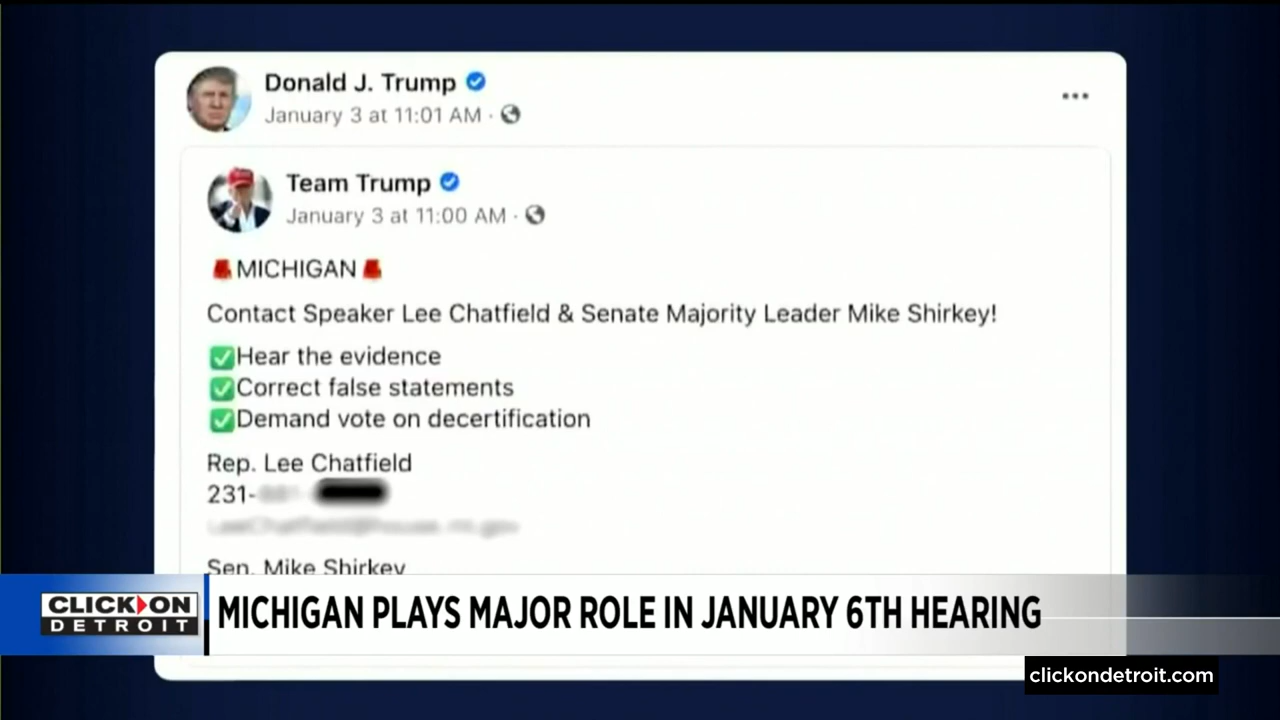 Donald J. Trump
January 3 at 11:01 AM ·
Team Trump
January 3 at 11:00 AM ·
MICHIGAN
Contact Speaker Lee Chatfield & Senate Majority Leader Mike Shirkey!
Hear the evidence
Correct false statements
Demand vote on decertification
Rep. Lee Chatfield
231-
Sen. Mike Shirkey
CLICK ON
DETROIT
MICHIGAN PLAYS MAJOR ROLE IN JANUARY 6TH HEARING
clickondetroit.com